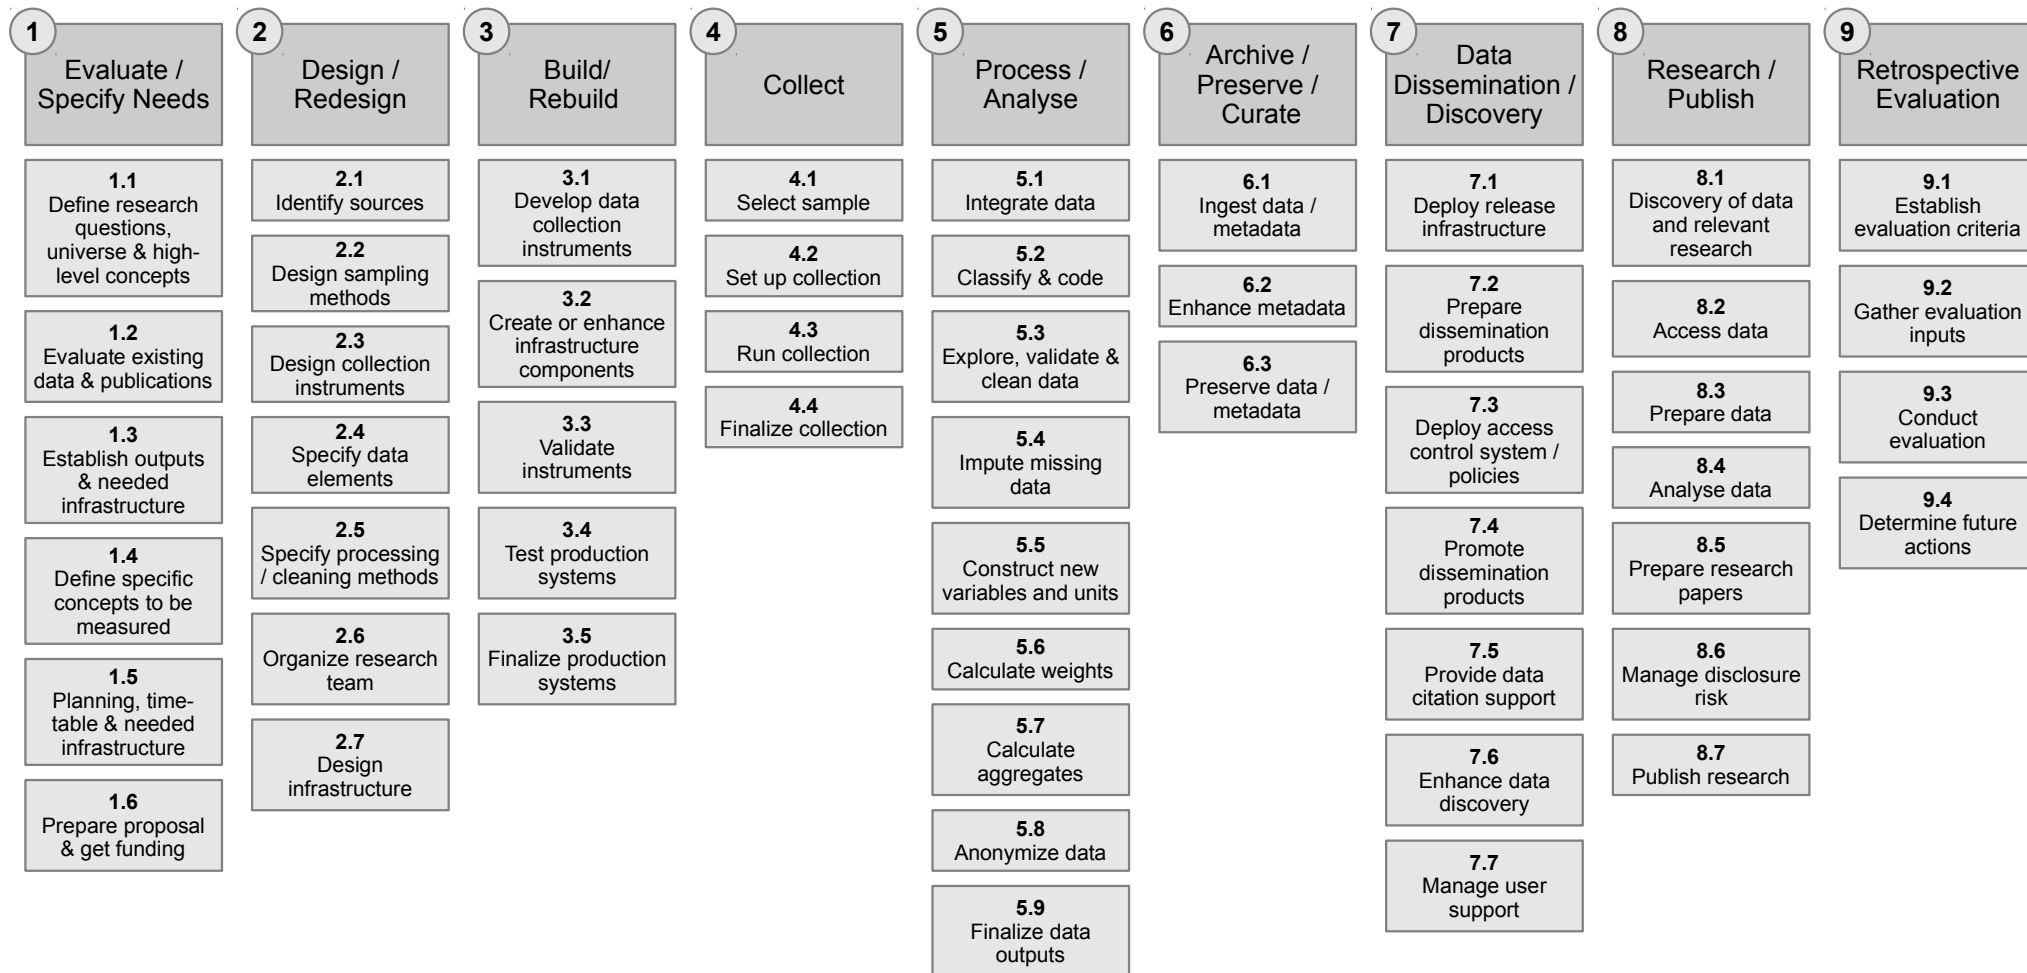 1
Evaluate /
Specify Needs
1.1
Define research
questions,
universe & high-
level concepts
1.2
Evaluate existing
data & publications
1.3
Establish outputs
& needed
infrastructure
1.4
Define specific
concepts to be
measured
1.5
Planning, time-
table & needed
infrastructure
1.6
Prepare proposal
& get funding
2
Design /
Redesign
2.1
Identify sources
2.2
Design sampling
methods
2.3
Design collection
instruments
2.4
Specify data
elements
2.5
Specify processing
/ cleaning methods
2.6
Organize research
team
2.7
Design
infrastructure
3
Build/
Rebuild
3.1
Develop data
collection
instruments
3.2
Create or enhance
infrastructure
components
3.3
Validate
instruments
3.4
Test production
systems
3.5
Finalize production
systems
4
Collect
4.1
Select sample
4.2
Set up collection
4.3
Run collection
4.4
Finalize collection
5
Process /
Analyse
5.1
Integrate data
5.2
Classify & code
5.3
Explore, validate &
clean data
5.4
Impute missing
data
5.5
Construct new
variables and units
5.6
Calculate weights
5.7
Calculate
aggregates
5.8
Anonymize data
5.9
Finalize data
outputs
6
Archive /
Preserve /
Curate
6.1
Ingest data /
metadata
6.2
Enhance metadata
6.3
Preserve data /
metadata
7
Data
Dissemination /
Discovery
7.1
Deploy release
infrastructure
7.2
Prepare
dissemination
products
7.3
Deploy access
control system /
policies
7.4
Promote
dissemination
products
7.5
Provide data
citation support
7.6
Enhance data
discovery
7.7
Manage user
support
8
Research /
Publish
8.1
Discovery of data
and relevant
research
8.2
Access data
8.3
Prepare data
8.4
Analyse data
8.5
Prepare research
papers
8.6
Manage disclosure
risk
8.7
Publish research
9
Retrospective
Evaluation
9.1
Establish
evaluation criteria
9.2
Gather evaluation
inputs
9.3
Conduct
evaluation
9.4
Determine future
actions